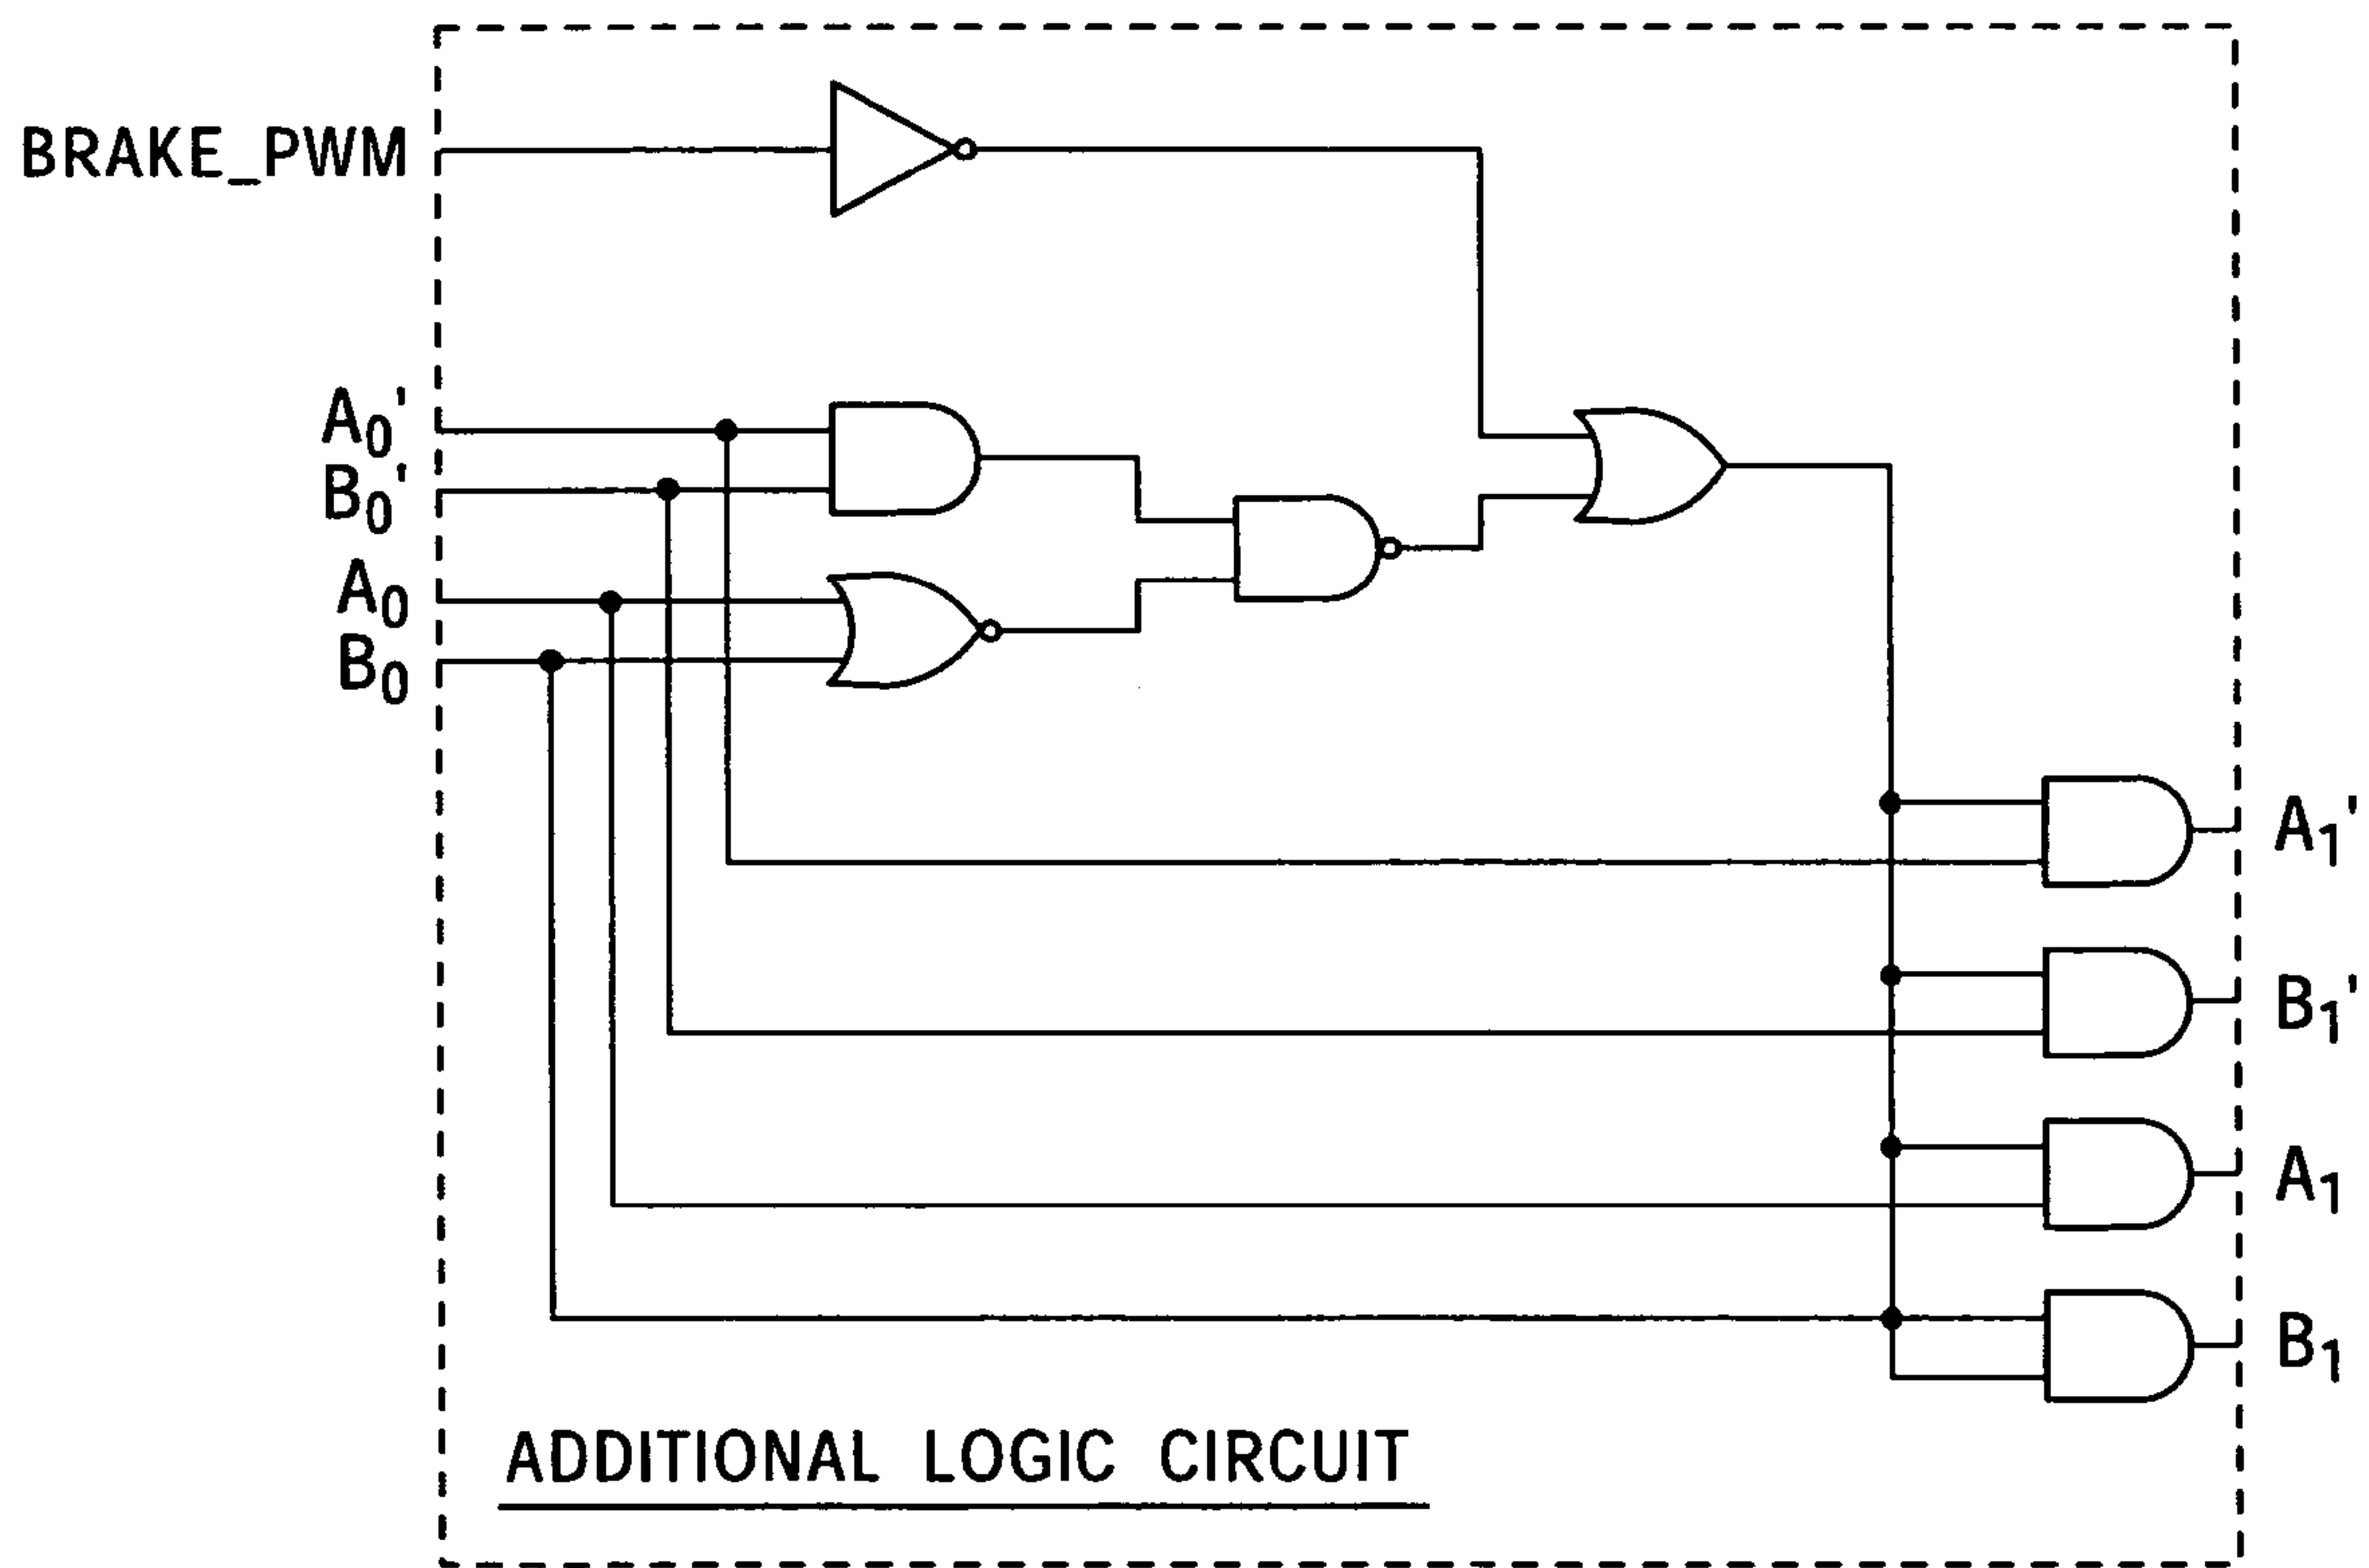 BRAKE_PWM
A₀'
B₀'
A₀
B₀
A₁'
B₁'
A₁
B₁
ADDITIONAL LOGIC CIRCUIT